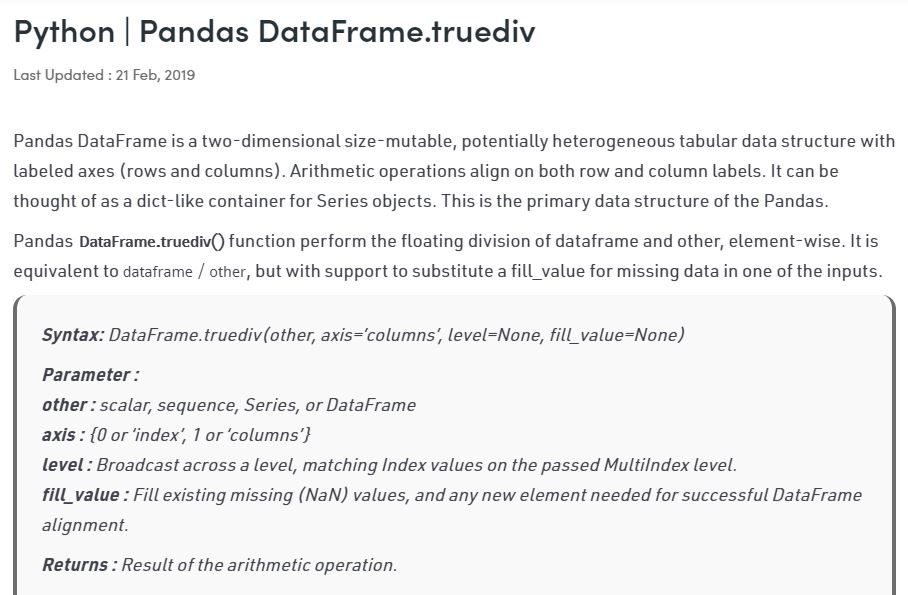 Python | Pandas DataFrame.truediv
Last Updated : 21 Feb, 2019
Pandas DataFrame is a two-dimensional size-mutable, potentially heterogeneous tabular data structure with
labeled axes (rows and columns). Arithmetic operations align on both row and column labels. It can be
thought of as a dict-like container for Series objects. This is the primary data structure of the Pandas.
Pandas DataFrame.truediv() function perform the floating division of dataframe and other, element-wise. It is
equivalent to dataframe / other, but with support to substitute a fill_value for missing data in one of the inputs.
Syntax: DataFrame.truediv(other, axis=’columns’, level=None, fill_value=None)
Parameter :
other : scalar, sequence, Series, or DataFrame
axis : {0 or ‘index’, 1 or ‘columns’}
level : Broadcast across a level, matching Index values on the passed MultiIndex level.
fill_value : Fill existing missing (NaN) values, and any new element needed for successful DataFrame
alignment.
Returns : Result of the arithmetic operation.